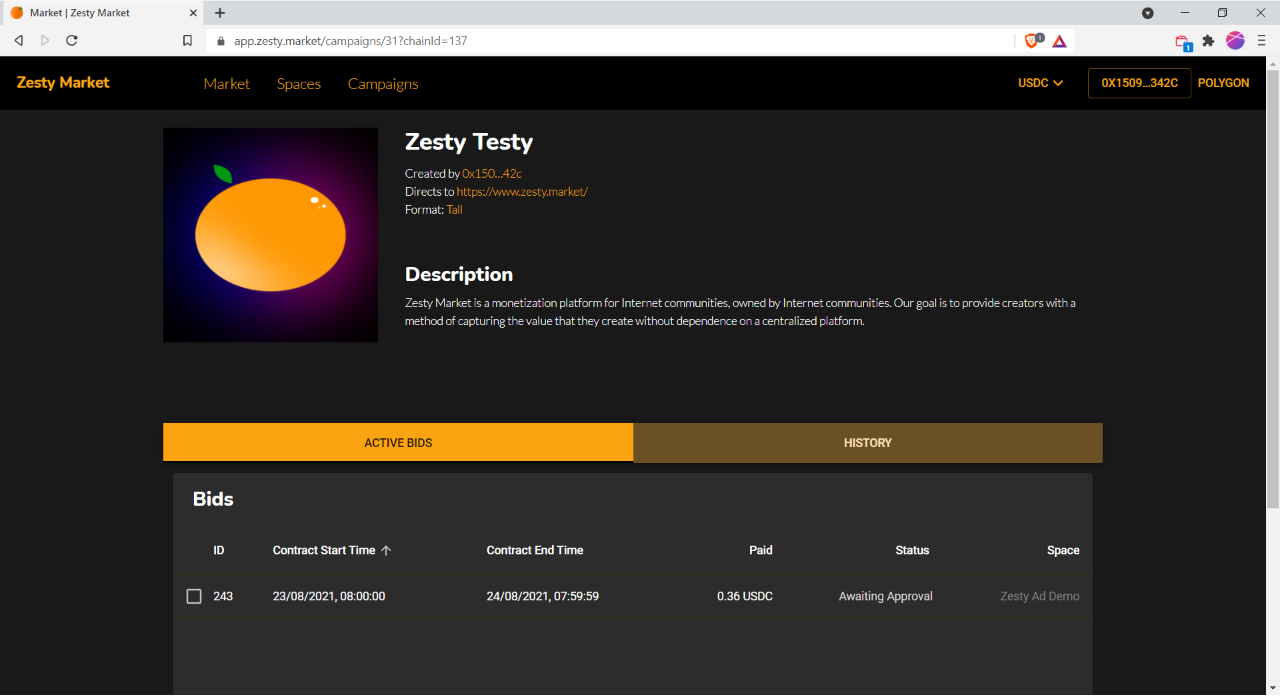 Market | Zesty Market
app.zesty.market/campaigns/31?chainId=137
1
1
Zesty Market
Market
Spaces
Campaigns
USDC
0X1509...342C
POLYGON
Zesty Testy
Created by 0x150...42c
Directs to https://www.zesty.market/
Format: Tall
Description
Zesty Market is a monetization platform for Internet communities, owned by Internet communities. Our goal is to provide creators with a
method of capturing the value that they create without dependence on a centralized platform.
ACTIVE BIDS
HISTORY
Bids
ID Contract Start Time Contract End Time Paid Status Space
243 23/08/2021, 08:00:00 24/08/2021, 07:59:59 0.36 USDC Awaiting Approval Zesty Ad Demo